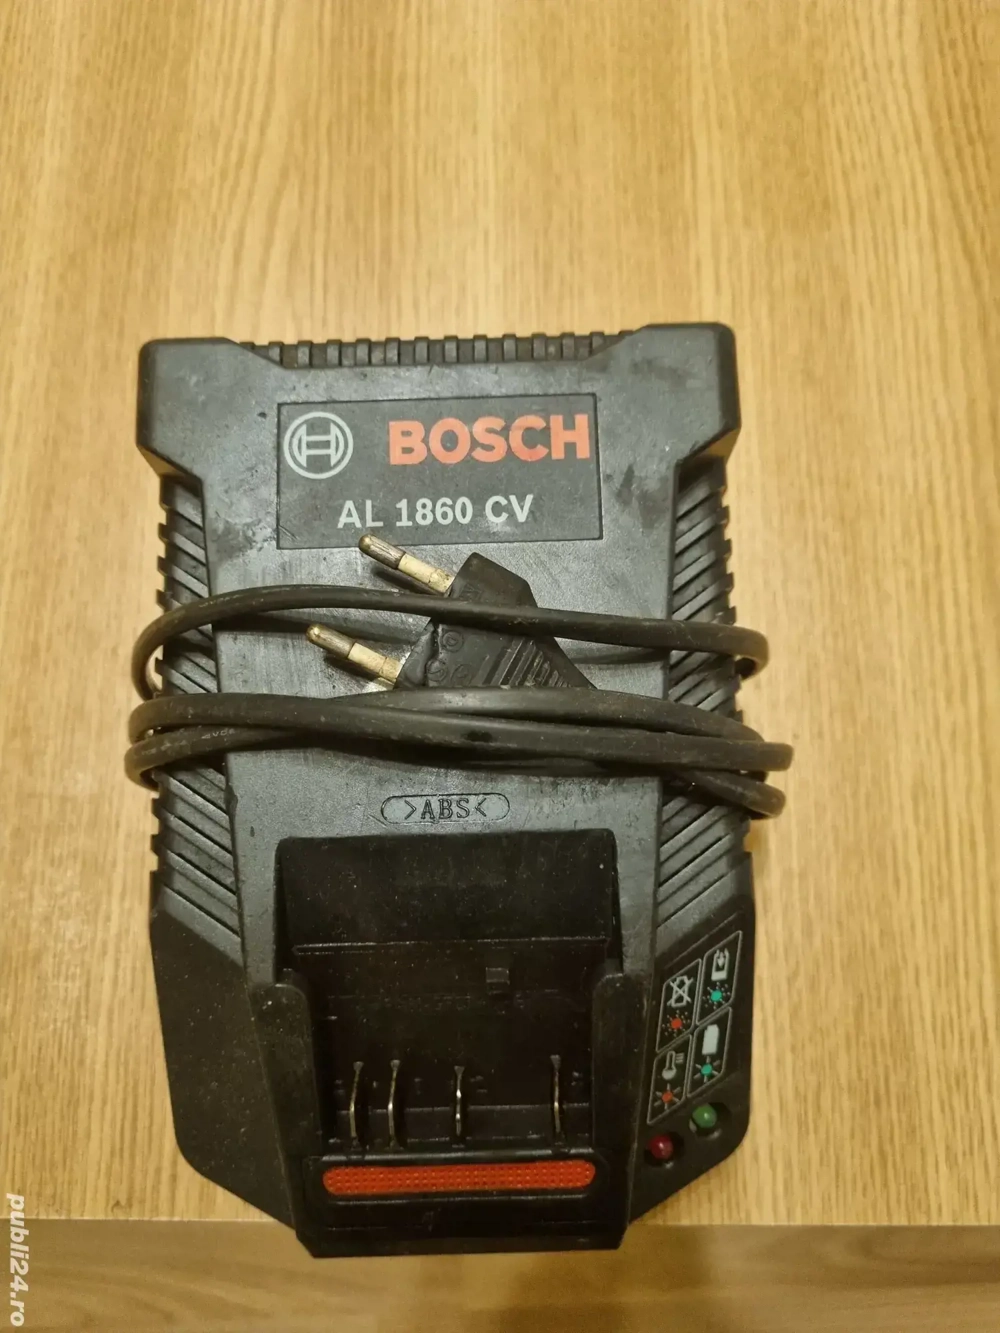 BOSCH
AL 1860 CV
>ABS<
publi24.ro